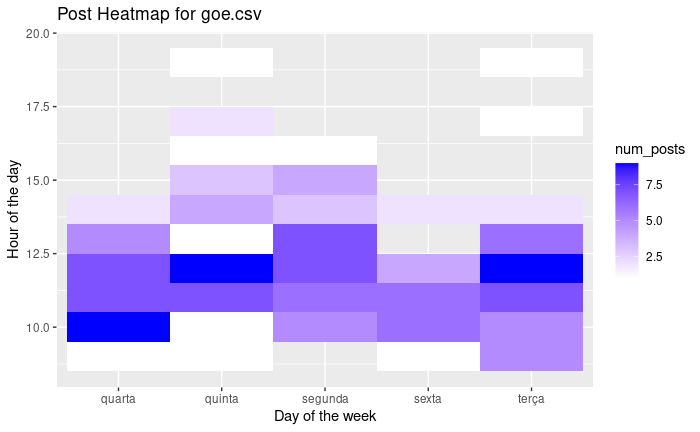 Post Heatmap for goe.csv
20.0
17.5
15.0
12.5
10.0
Hour of the day
quarta quinta segunda sexta terça
Day of the week
num_posts
7.5
5.0
2.5